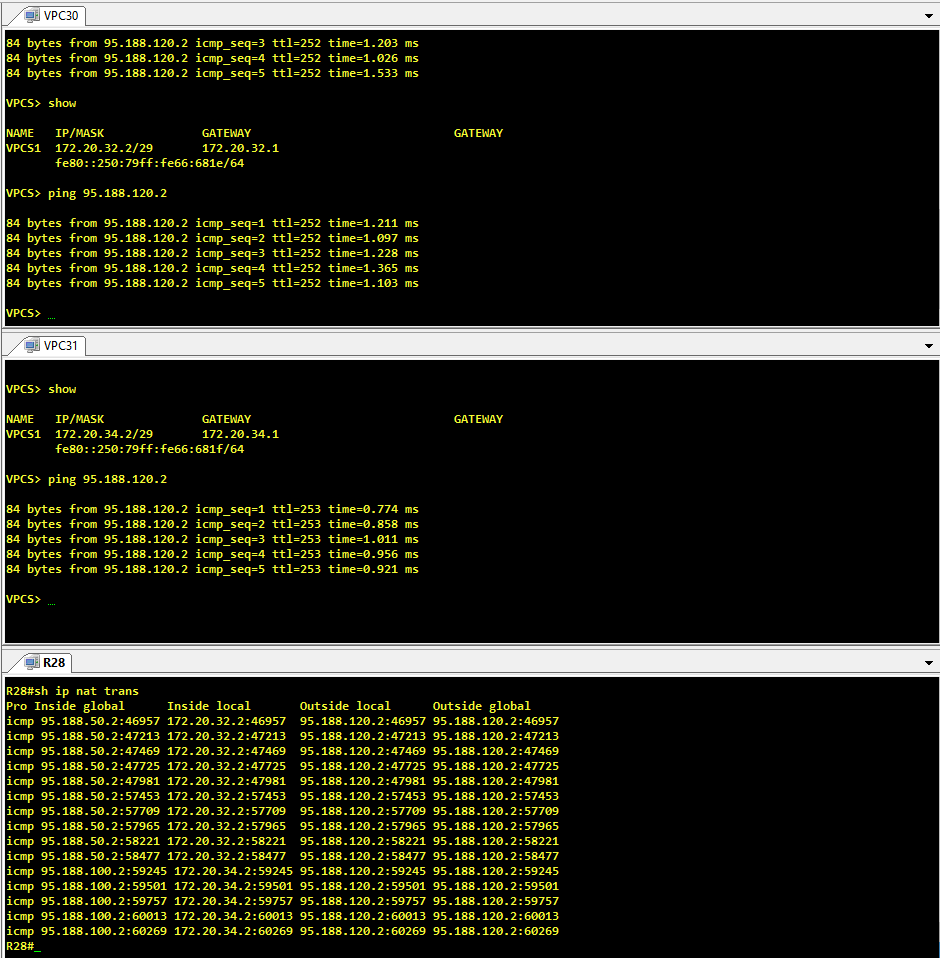 VPC30
84 bytes from 95.188.120.2 icmp_seq=3 ttl=252 time=1.203 ms
84 bytes from 95.188.120.2 icmp_seq=4 ttl=252 time=1.026 ms
84 bytes from 95.188.120.2 icmp_seq=5 ttl=252 time=1.533 ms
VPCS> show
NAME   IP/MASK              GATEWAY                             GATEWAY
VPCS1  172.20.32.2/29       172.20.32.1
       fe80::250:79ff:fe66:681e/64
VPCS> ping 95.188.120.2
84 bytes from 95.188.120.2 icmp_seq=1 ttl=252 time=1.211 ms
84 bytes from 95.188.120.2 icmp_seq=2 ttl=252 time=1.097 ms
84 bytes from 95.188.120.2 icmp_seq=3 ttl=252 time=1.228 ms
84 bytes from 95.188.120.2 icmp_seq=4 ttl=252 time=1.365 ms
84 bytes from 95.188.120.2 icmp_seq=5 ttl=252 time=1.103 ms
VPCS> _
VPC31
VPCS> show
NAME   IP/MASK              GATEWAY                             GATEWAY
VPCS1  172.20.34.2/29       172.20.34.1
       fe80::250:79ff:fe66:681f/64
VPCS> ping 95.188.120.2
84 bytes from 95.188.120.2 icmp_seq=1 ttl=253 time=0.774 ms
84 bytes from 95.188.120.2 icmp_seq=2 ttl=253 time=0.858 ms
84 bytes from 95.188.120.2 icmp_seq=3 ttl=253 time=1.011 ms
84 bytes from 95.188.120.2 icmp_seq=4 ttl=253 time=0.956 ms
84 bytes from 95.188.120.2 icmp_seq=5 ttl=253 time=0.921 ms
VPCS> _
R28
R28#sh ip nat trans
Pro Inside global      Inside local       Outside local      Outside global
icmp 95.188.50.2:46957 172.20.32.2:46957  95.188.120.2:46957 95.188.120.2:46957
icmp 95.188.50.2:47213 172.20.32.2:47213  95.188.120.2:47213 95.188.120.2:47213
icmp 95.188.50.2:47469 172.20.32.2:47469  95.188.120.2:47469 95.188.120.2:47469
icmp 95.188.50.2:47725 172.20.32.2:47725  95.188.120.2:47725 95.188.120.2:47725
icmp 95.188.50.2:47981 172.20.32.2:47981  95.188.120.2:47981 95.188.120.2:47981
icmp 95.188.50.2:57453 172.20.32.2:57453  95.188.120.2:57453 95.188.120.2:57453
icmp 95.188.50.2:57709 172.20.32.2:57709  95.188.120.2:57709 95.188.120.2:57709
icmp 95.188.50.2:57965 172.20.32.2:57965  95.188.120.2:57965 95.188.120.2:57965
icmp 95.188.50.2:58221 172.20.32.2:58221  95.188.120.2:58221 95.188.120.2:58221
icmp 95.188.50.2:58477 172.20.32.2:58477  95.188.120.2:58477 95.188.120.2:58477
icmp 95.188.100.2:59245 172.20.34.2:59245 95.188.120.2:59245 95.188.120.2:59245
icmp 95.188.100.2:59501 172.20.34.2:59501 95.188.120.2:59501 95.188.120.2:59501
icmp 95.188.100.2:59757 172.20.34.2:59757 95.188.120.2:59757 95.188.120.2:59757
icmp 95.188.100.2:60013 172.20.34.2:60013 95.188.120.2:60013 95.188.120.2:60013
icmp 95.188.100.2:60269 172.20.34.2:60269 95.188.120.2:60269 95.188.120.2:60269
R28#_